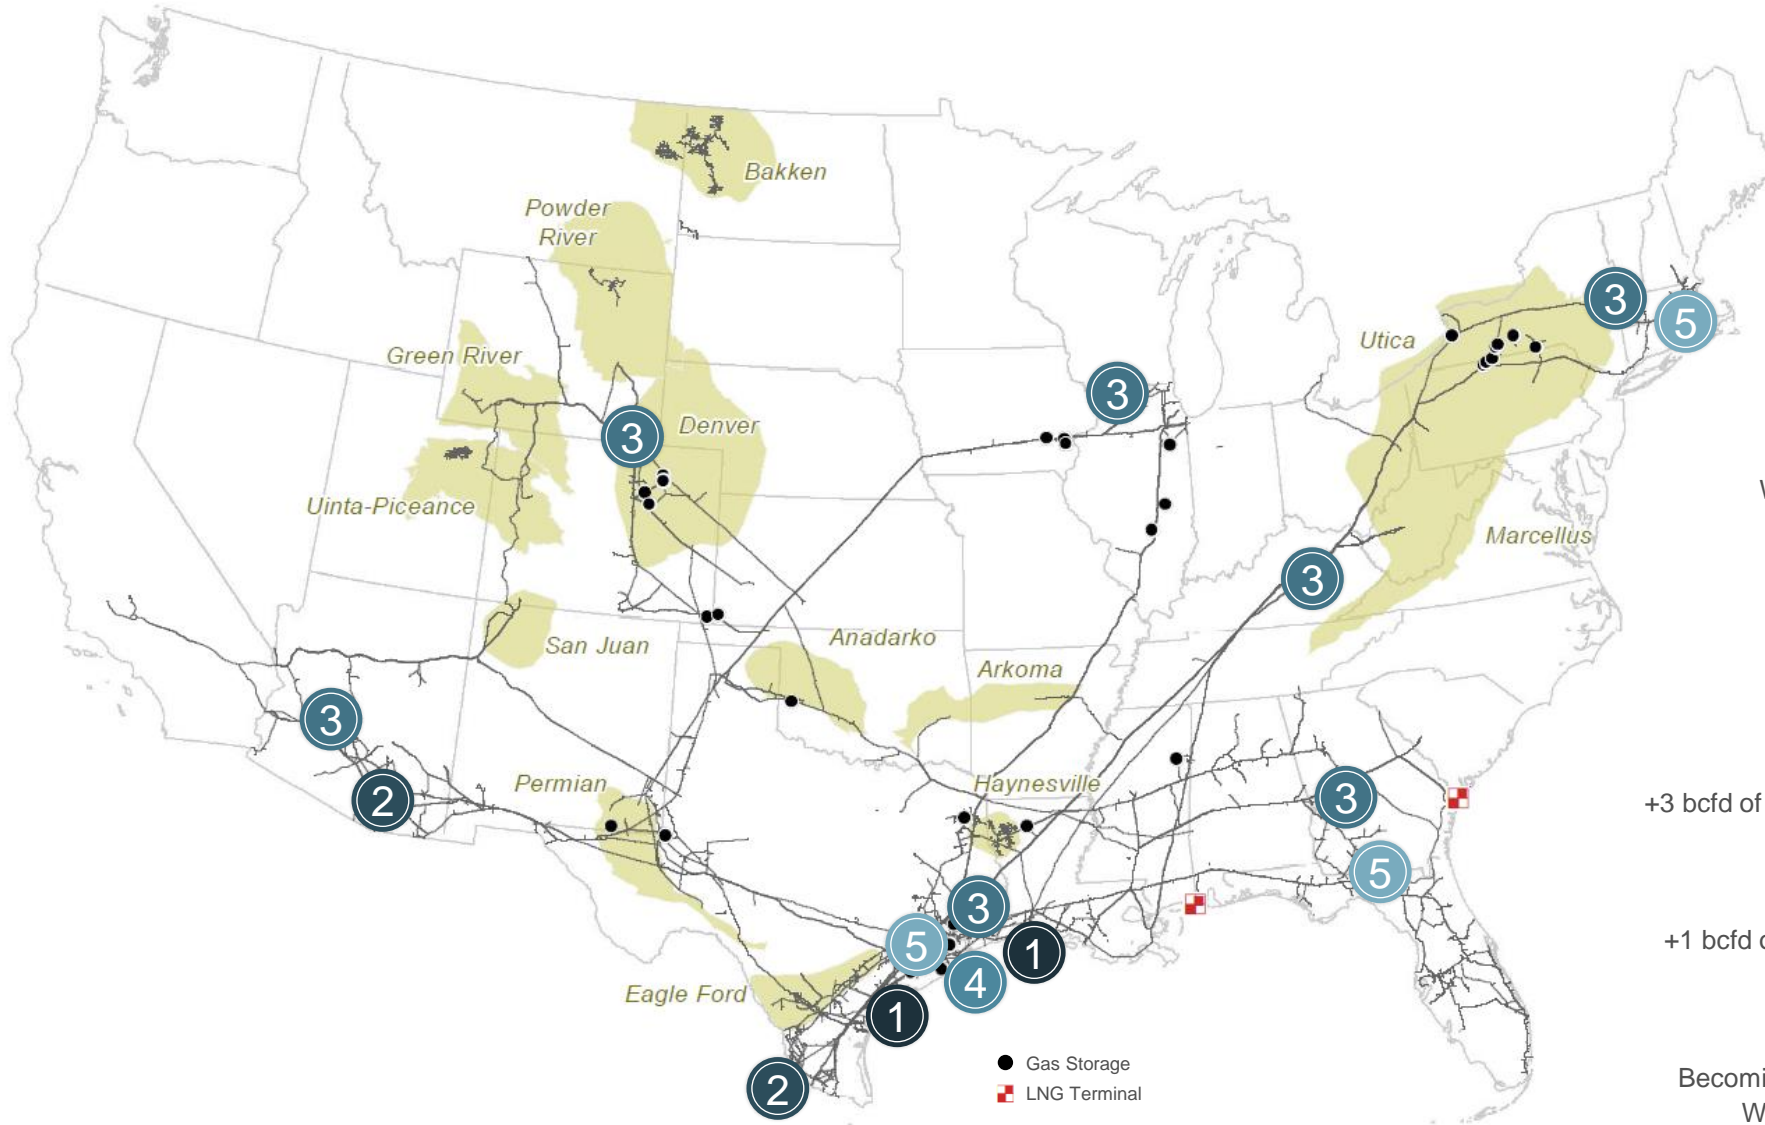 Bakken
Powder
River
3
5
Utica
Green River
3
3
Denver
W
Uinta-Piceance
Marcellus
3
San Juan
Anadarko
Arkoma
3
Permian
Haynesville
2
3
+3 bcfd of
5
3
5
1
+1 bcfd
4
Eagle Ford
1
Gas Storage
2
LNG Terminal
Becomi
W